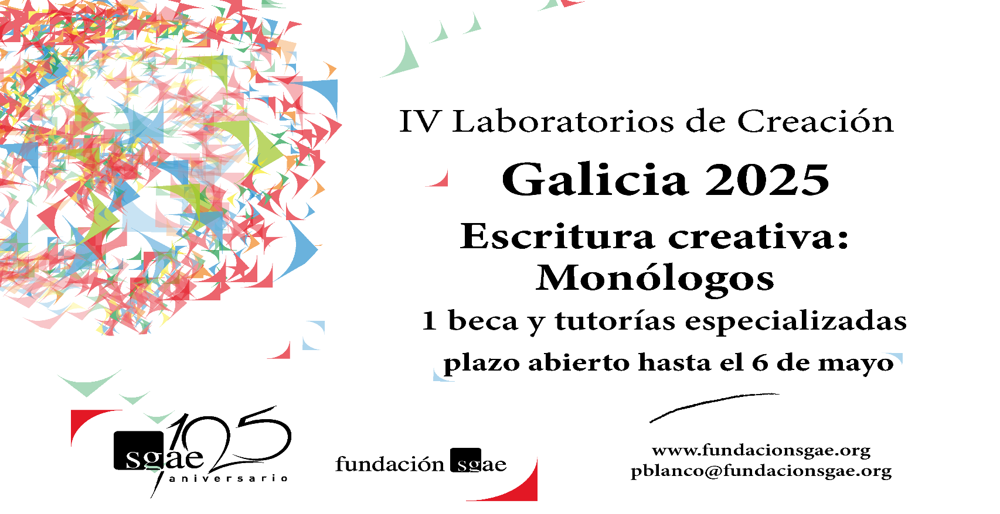 IV Laboratorios de Creación
Galicia 2025
Escritura creativa:
Monólogos
1 beca y tutorías especializadas
plazo abierto hasta el 6 de mayo
sgae 125
aniversario
fundación sgae
www.fundacionsgae.org
pblanco@fundacionsgae.org